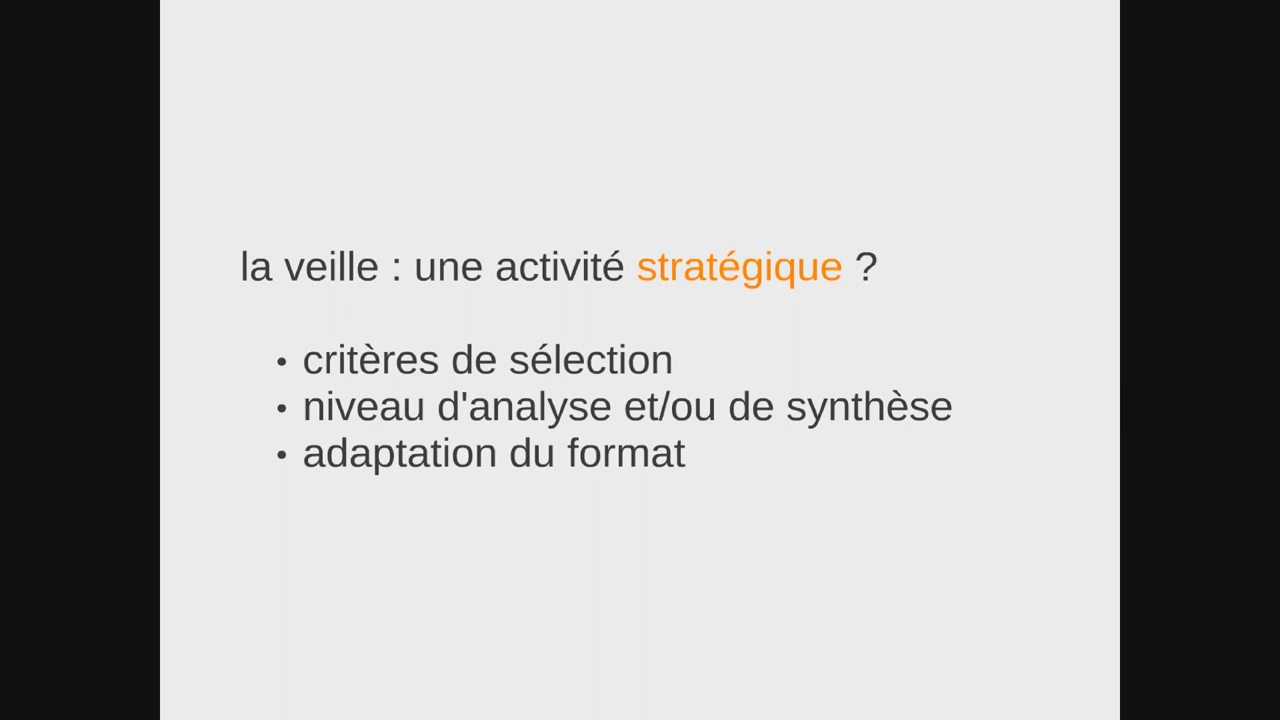 la veille : une activité stratégique ?
• critères de sélection
• niveau d'analyse et/ou de synthèse
• adaptation du format